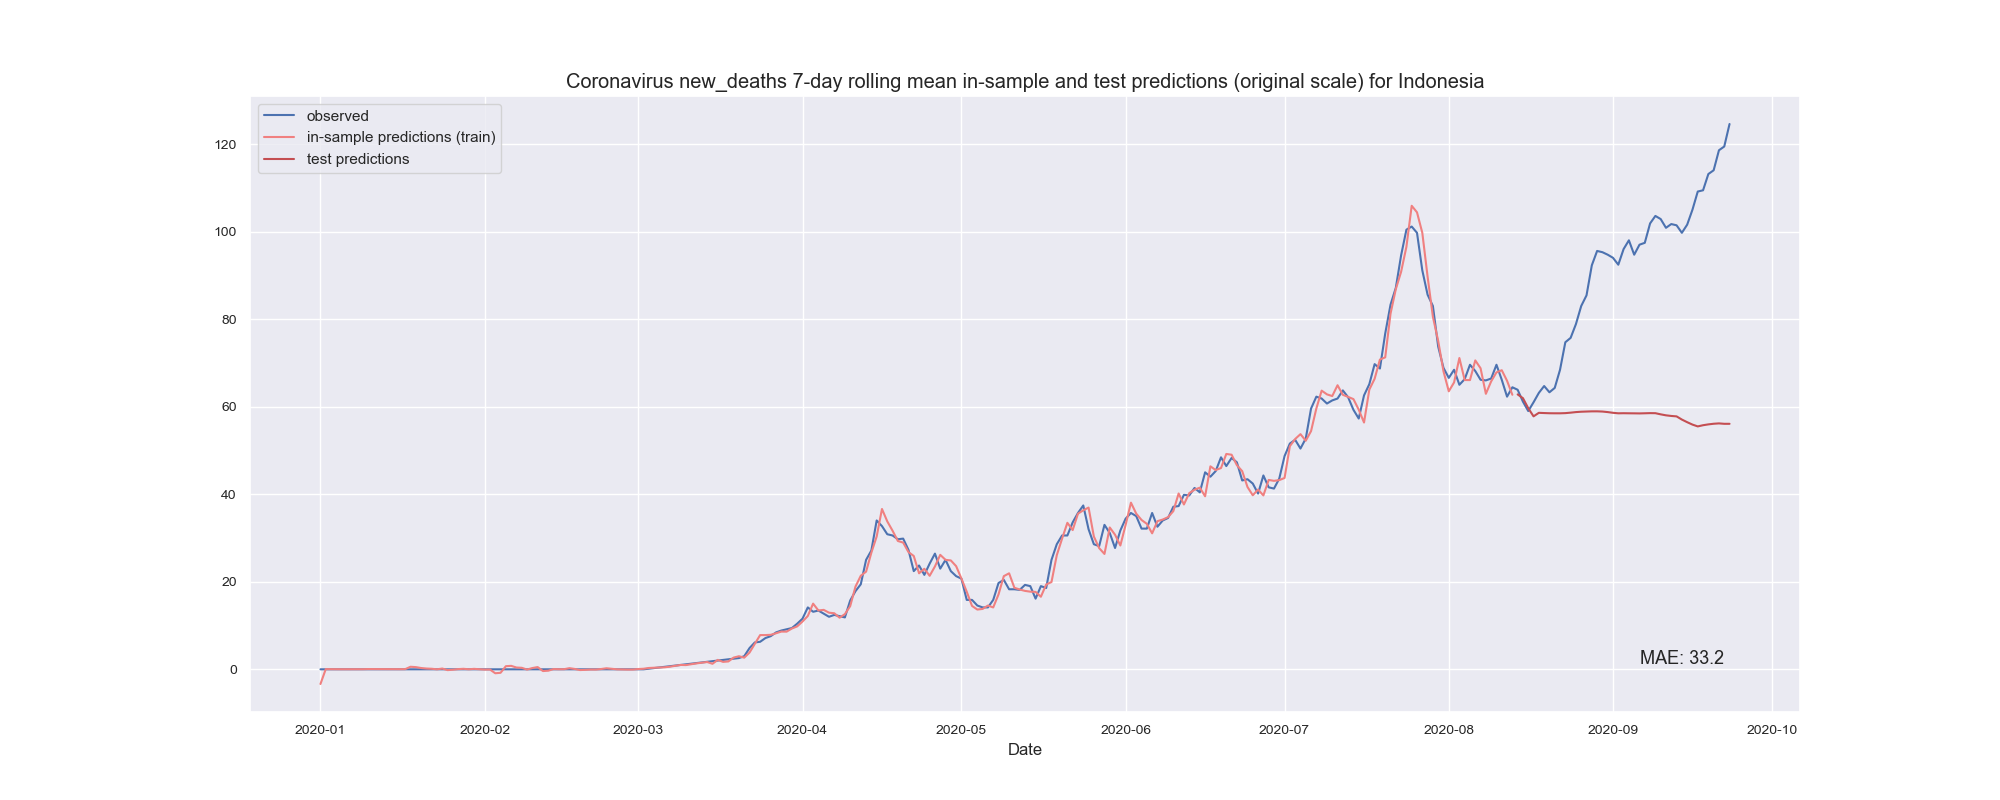 Coronavirus new_deaths 7-day rolling mean in-sample and test predictions (original scale) for Indonesia
observed
in-sample predictions (train)
test predictions
120
100
80
60
40
20
0
MAE: 33.2
2020-01 2020-02 2020-03 2020-04 2020-05 2020-06 2020-07 2020-08 2020-09 2020-10
Date